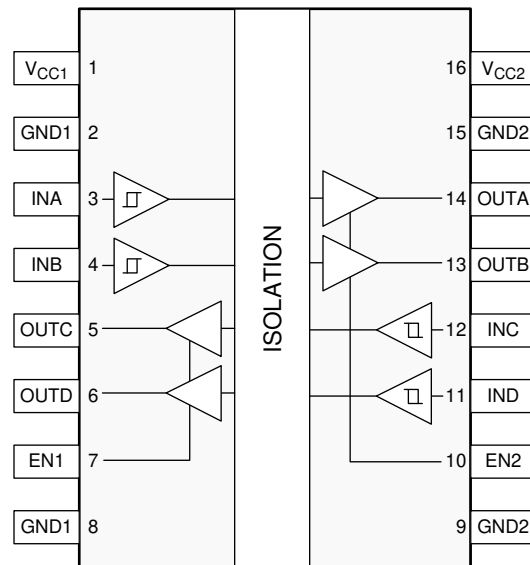 VCC1 1 16 VCC2
GND1 2 15 GND2
INA 3 14 OUTA
INB 4 13 OUTB
ISOLATION
OUTC 5 12 INC
OUTD 6 11 IND
EN1 7 10 EN2
GND1 8 9 GND2